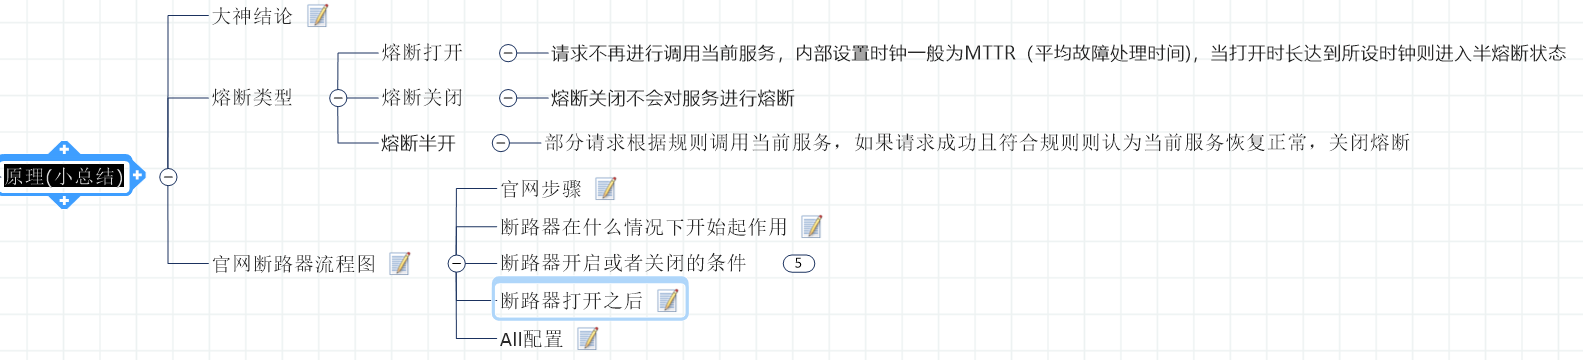 大神结论
熔断打开
请求不再进行调用当前服务，内部设置时钟一般为MTTR（平均故障处理时间)，当打开时长达到所设时钟则进入半熔断状态
熔断类型
熔断关闭
熔断关闭不会对服务进行熔断
熔断半开
部分请求根据规则调用当前服务，如果请求成功且符合规则则认为当前服务恢复正常，关闭熔断
原理(小总结)
官网步骤
断路器在什么情况下开始起作用
官网断路器流程图
断路器开启或者关闭的条件
5
断路器打开之后
All配置